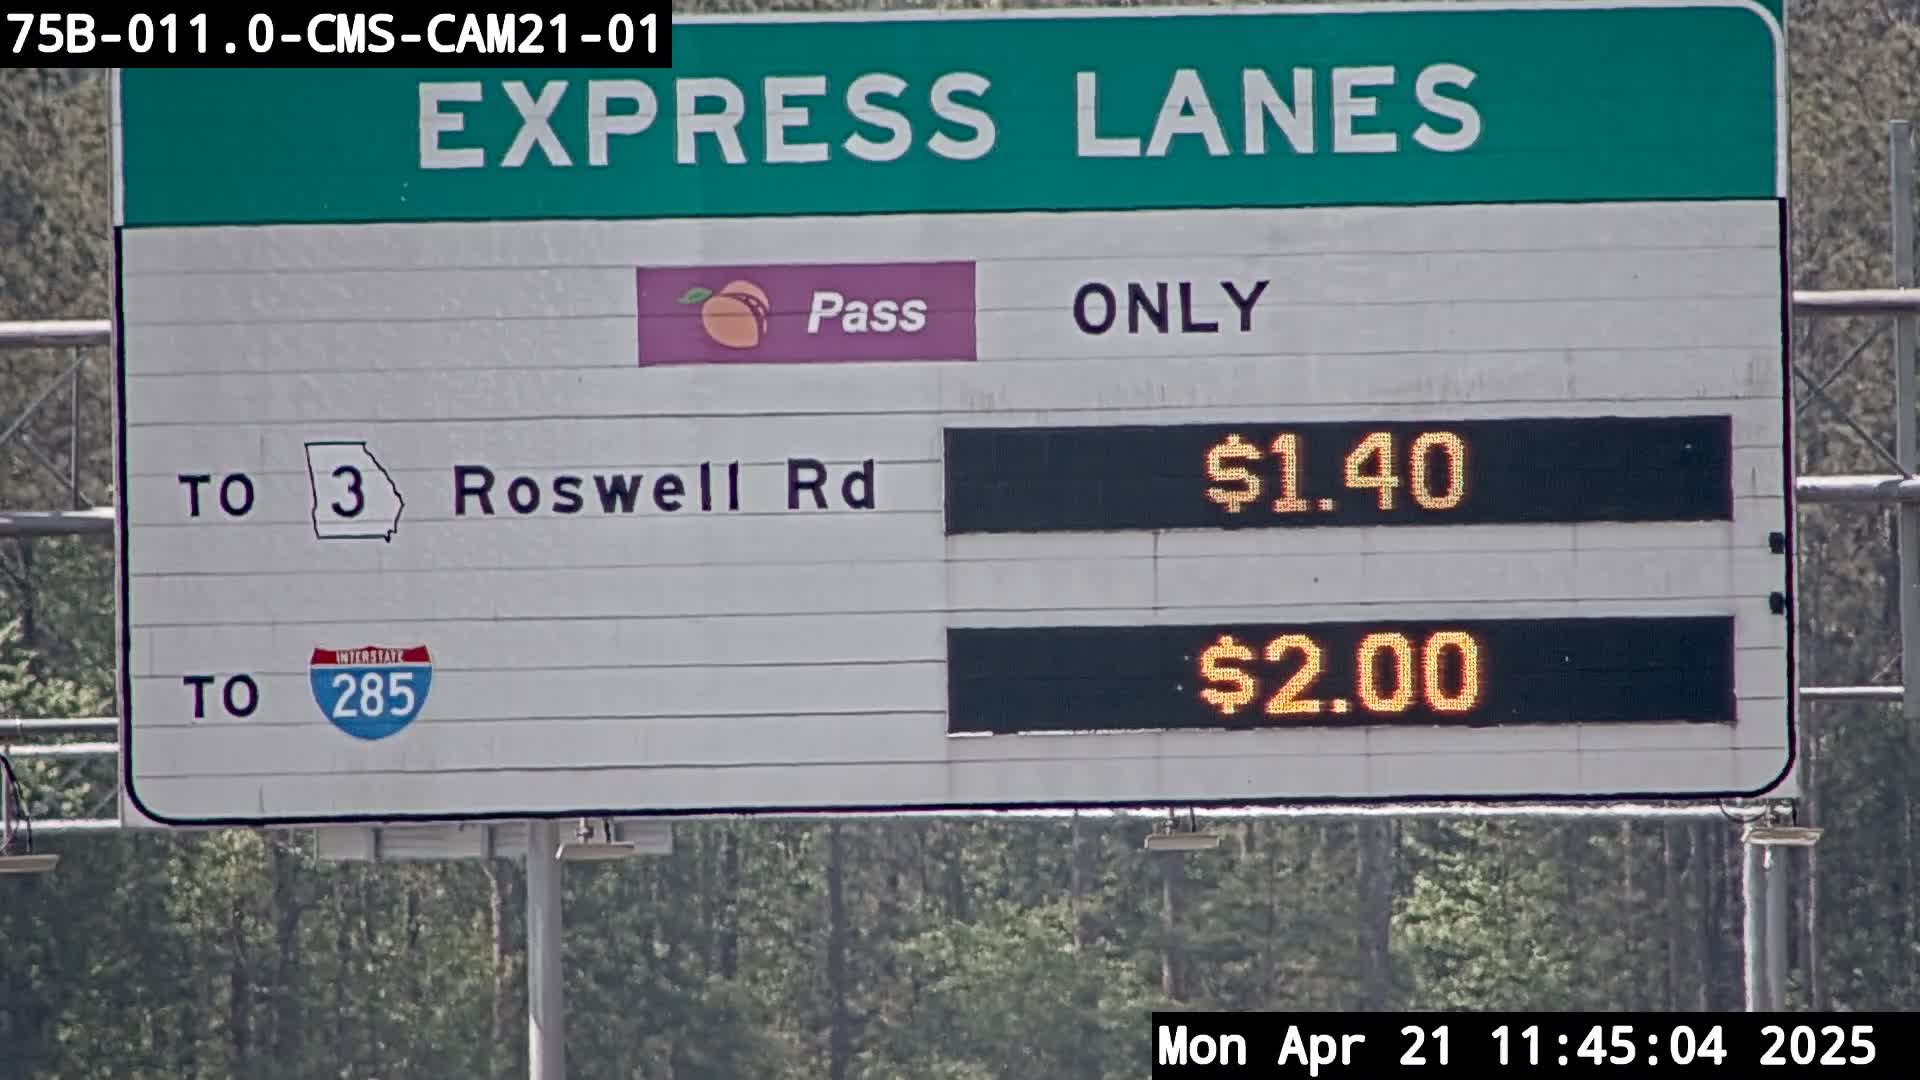 75B-011.0-CMS-CAM21-01
EXPRESS LANES
Pass ONLY
TO 3 Roswell Rd $1.40
TO INTERSTATE 285 $2.00
Mon Apr 21 11:45:04 2025